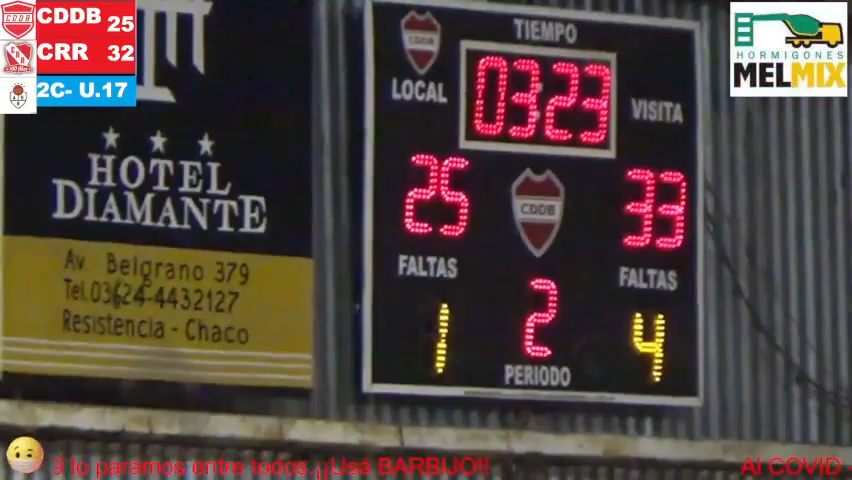 CDDB 25
CRR 32
2C- U.17
HORMIGONES
MELMIX
HOTEL
DIAMANTE
Av. Belgrano 379
Tel.03624-4432127
Resistencia - Chaco
CDDB
TIEMPO
LOCAL
03:23
VISITA
25
33
CDDB
FALTAS
FALTAS
1
2
4
PERIODO
9 lo paramos entre todos.¡¡Usá BARBIJO!!
Al COVID -